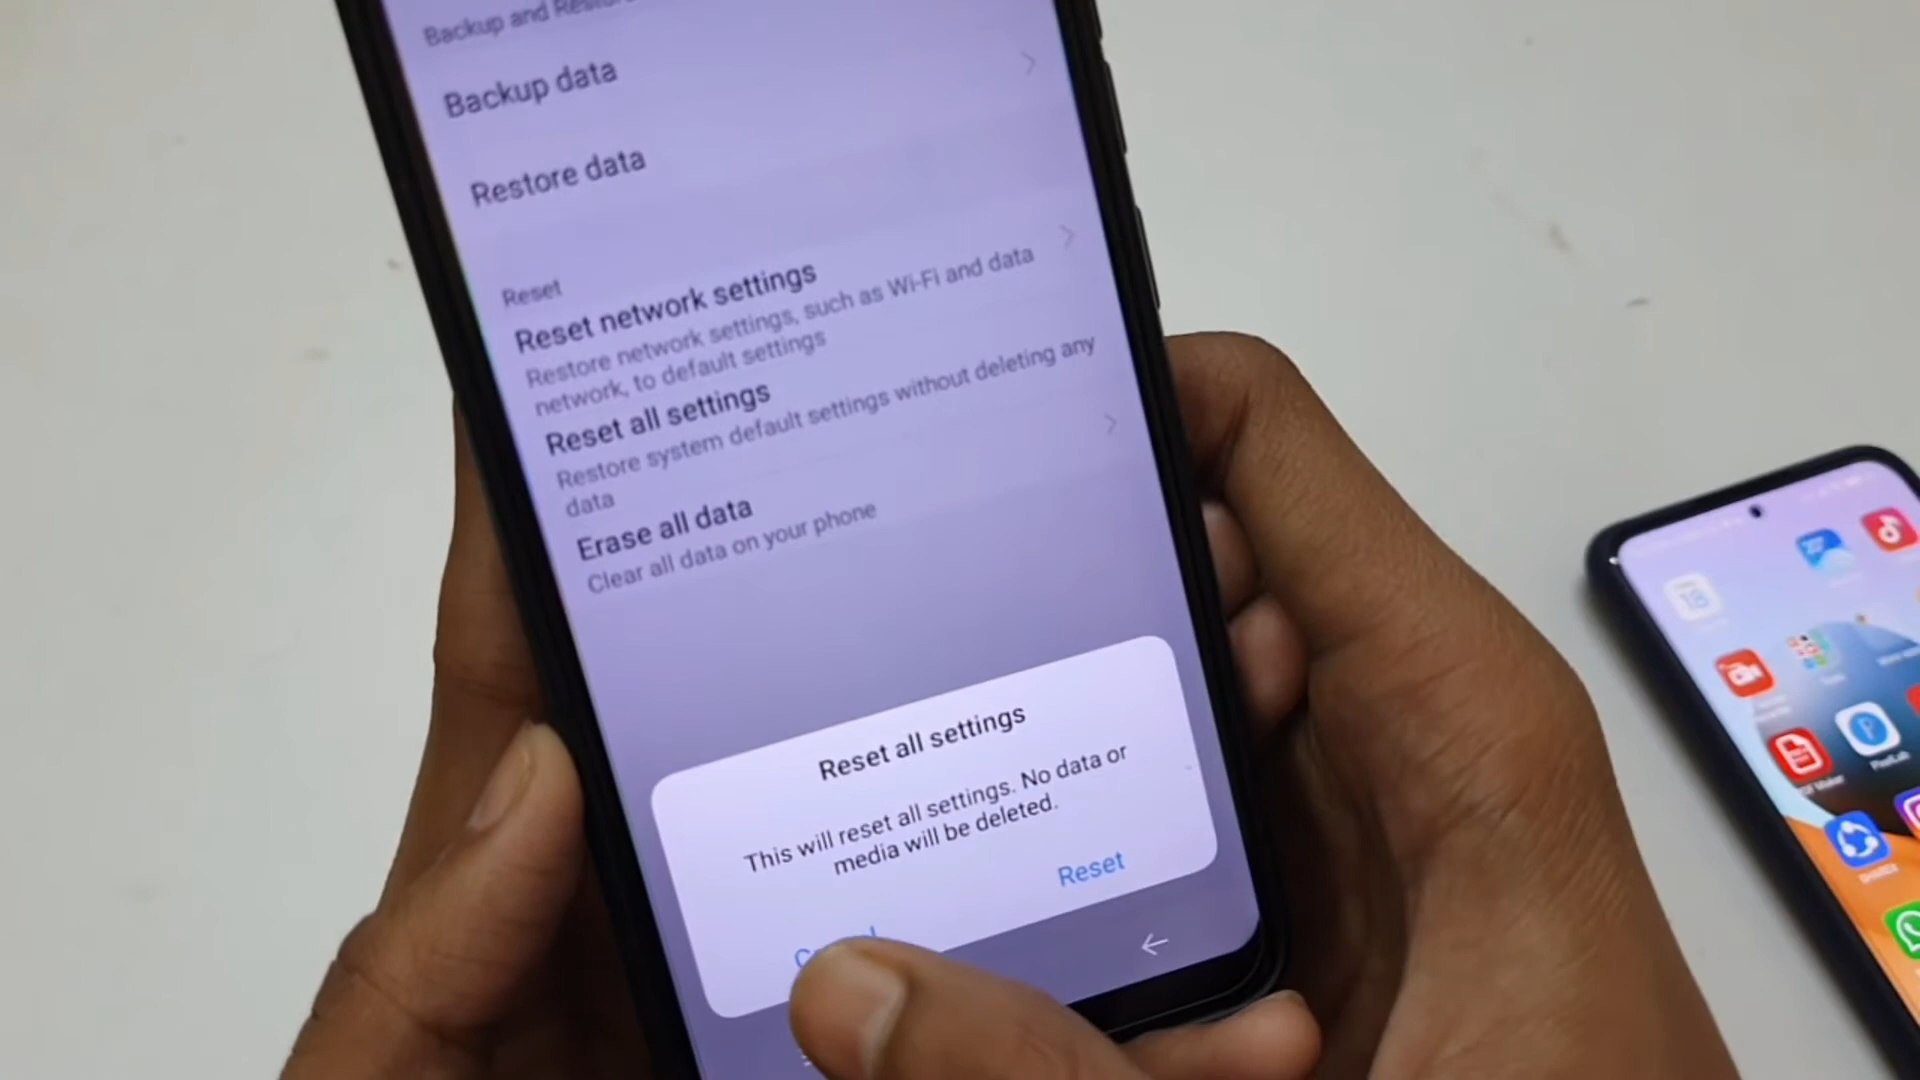 Backup and Restore
Backup data
Restore data
Reset
Reset network settings
Restore network settings, such as Wi-Fi and data
network, to default settings
Reset all settings
Restore system default settings without deleting any
data
Erase all data
Clear all data on your phone
Reset all settings
This will reset all settings. No data or
media will be deleted.
Reset
18
PixelLab